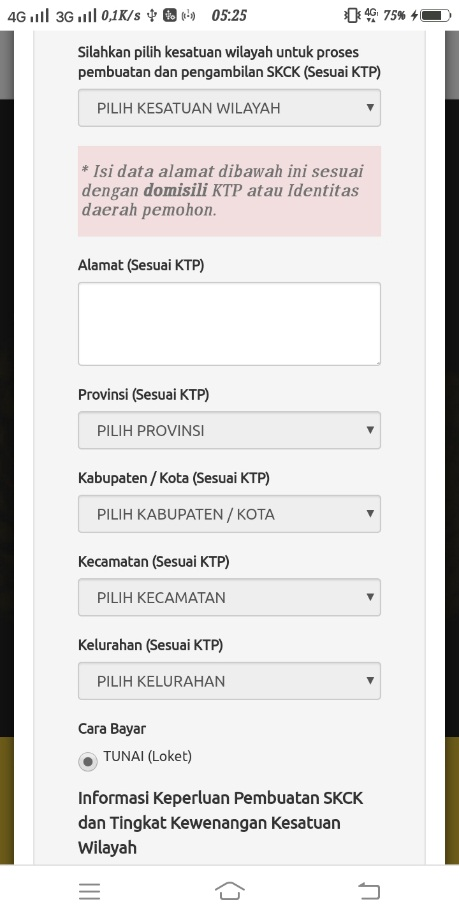 4G 3G 0,1K/s 05:25 4G 75%
Silahkan pilih kesatuan wilayah untuk proses
pembuatan dan pengambilan SKCK (Sesuai KTP)
PILIH KESATUAN WILAYAH
* Isi data alamat dibawah ini sesuai
dengan domisili KTP atau Identitas
daerah pemohon.
Alamat (Sesuai KTP)
Provinsi (Sesuai KTP)
PILIH PROVINSI
Kabupaten / Kota (Sesuai KTP)
PILIH KABUPATEN / KOTA
Kecamatan (Sesuai KTP)
PILIH KECAMATAN
Kelurahan (Sesuai KTP)
PILIH KELURAHAN
Cara Bayar
TUNAI (Loket)
Informasi Keperluan Pembuatan SKCK
dan Tingkat Kewenangan Kesatuan
Wilayah